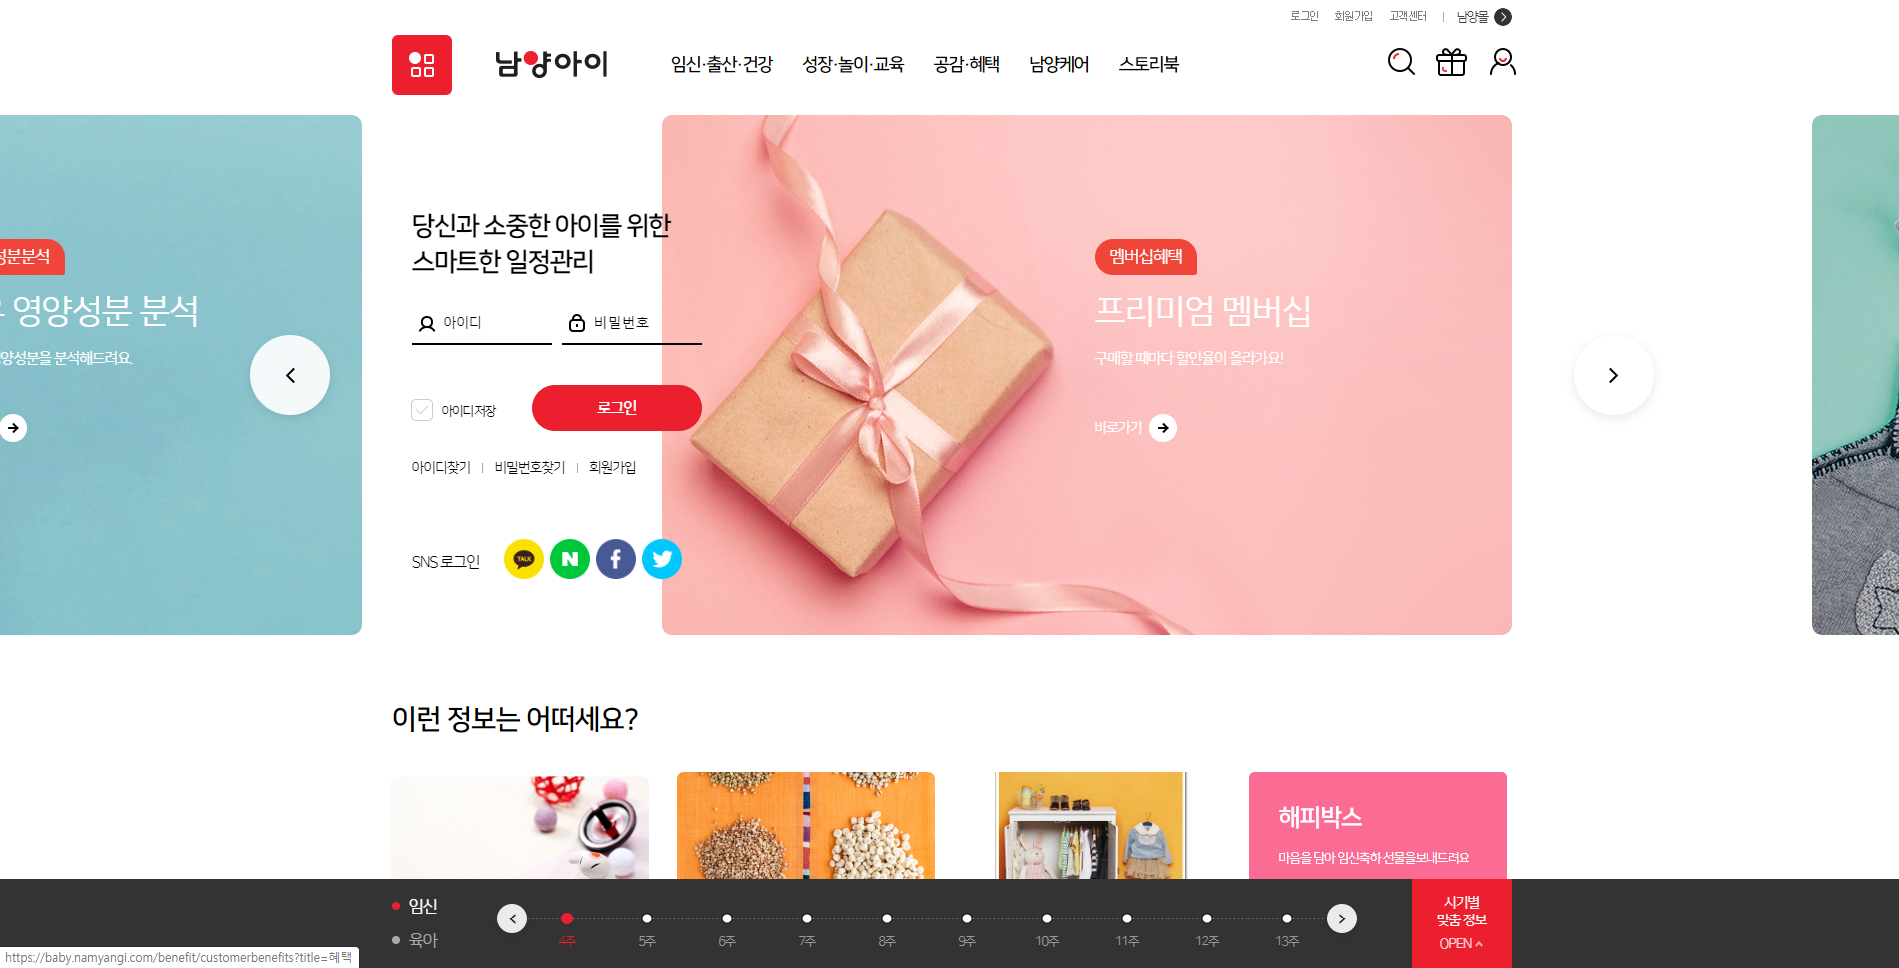 로그인 회원가입 고객센터 남양몰
남양아이
임신·출산·건강 성장·놀이·교육 공감·혜택 남양케어 스토리북
성분분석
영양성분 분석
양성분을 분석해드려요.
당신과 소중한 아이를 위한
스마트한 일정관리
아이디 비밀번호
아이디저장 로그인
아이디찾기 비밀번호찾기 회원가입
SNS 로그인
TALK
N
f
멤버십혜택
프리미엄 멤버십
구매할 때마다 할인율이 올라가요!
바로가기
이런 정보는 어떠세요?
해피박스
마음을 담아 임신축하 선물을보내드려요
임신
육아
4주 5주 6주 7주 8주 9주 10주 11주 12주 13주
시기별
맞춤 정보
OPEN
https://baby.namyangi.com/benefit/customerbenefits?title=혜택